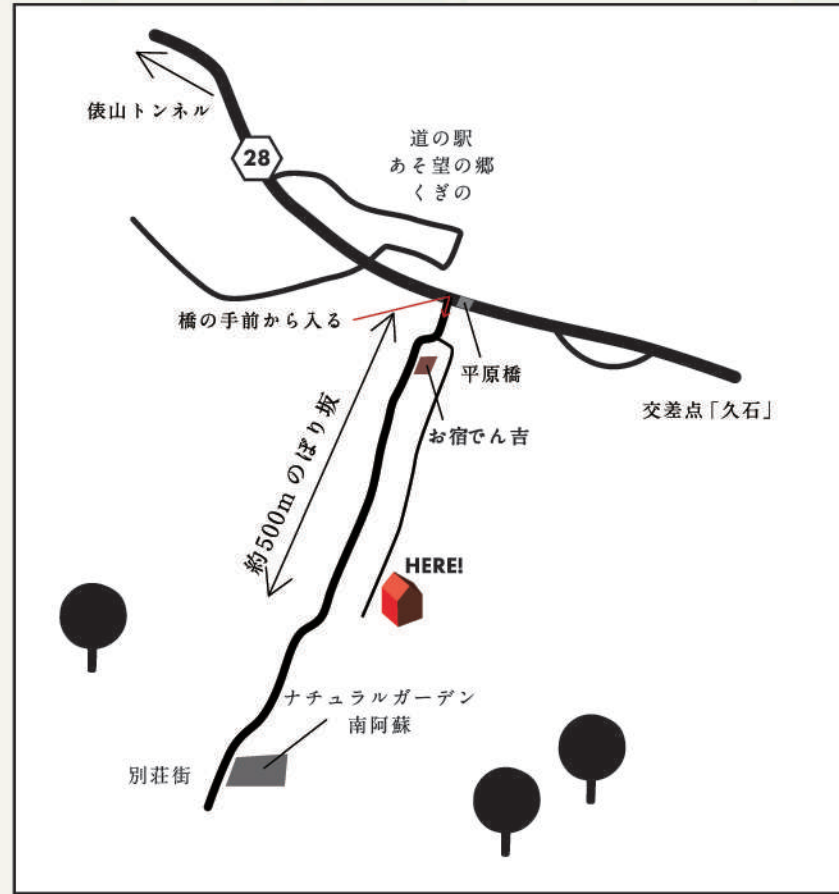 俵山トンネル
28
道の駅
あそ望の郷
くぎの
橋の手前から入る
平原橋
交差点「久石」
お宿でん吉
約500mのぼり坂
HERE!
ナチュラルガーデン
南阿蘇
別荘街